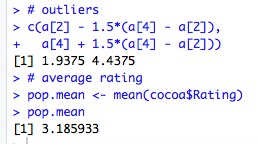 > # outliers
> c(a[2] - 1.5*(a[4] - a[2]),
+   a[4] + 1.5*(a[4] - a[2]))
[1] 1.9375 4.4375
> # average rating
> pop.mean <- mean(cocoa$Rating)
> pop.mean
[1] 3.185933